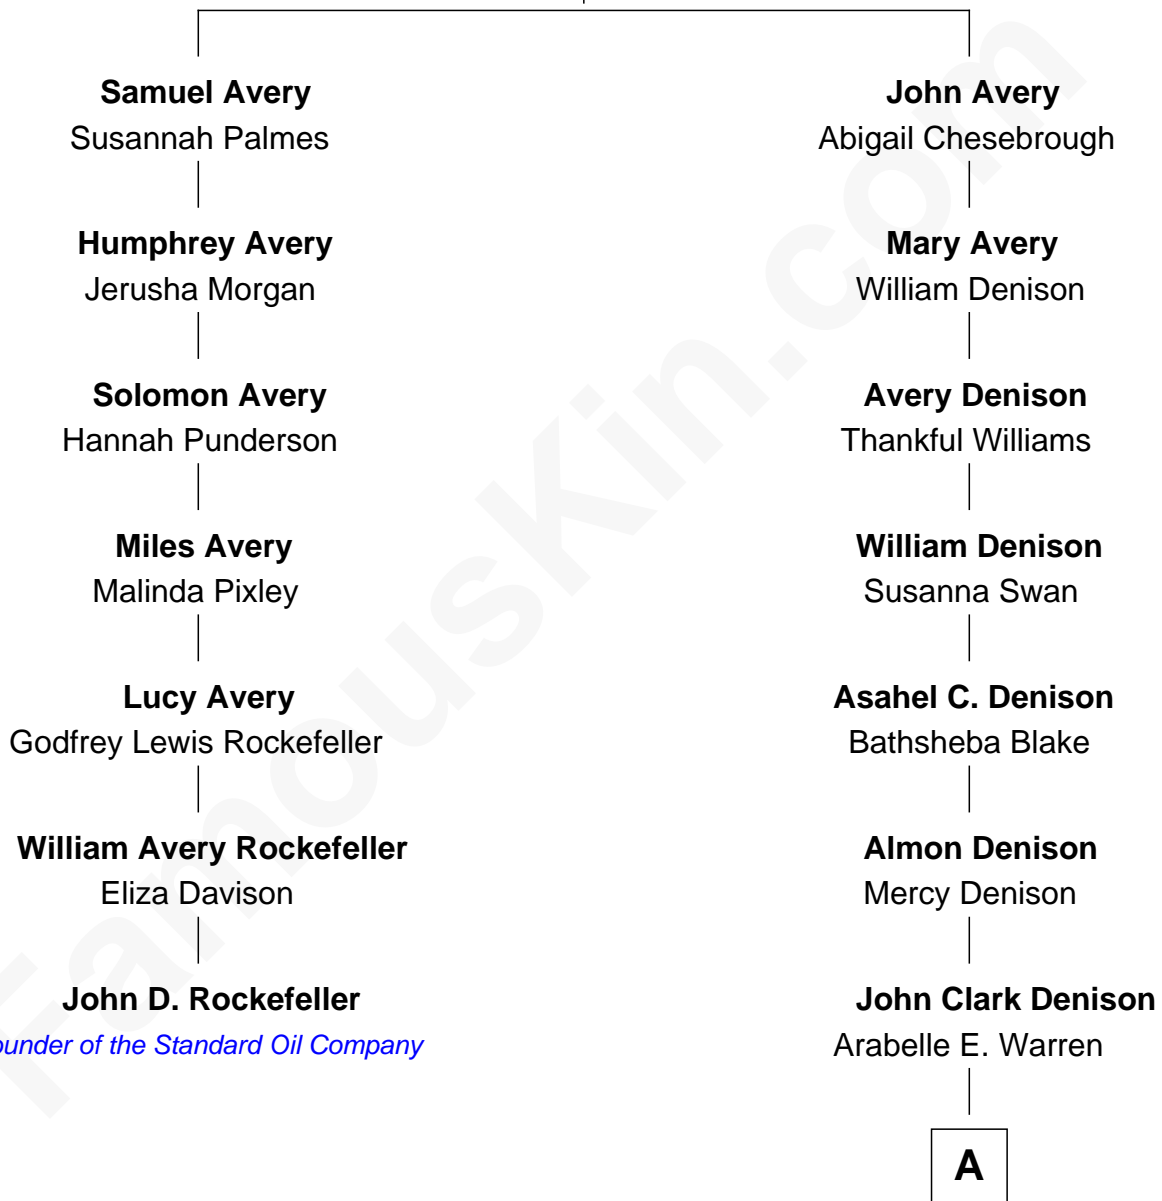 Samuel Avery
Susannah Palmes
John Avery
Abigail Chesebrough
Humphrey Avery
Jerusha Morgan
Mary Avery
William Denison
Solomon Avery
Hannah Punderson
Avery Denison
Thankful Williams
Miles Avery
Malinda Pixley
William Denison
Susanna Swan
Lucy Avery
Godfrey Lewis Rockefeller
Asahel C. Denison
Bathsheba Blake
William Avery Rockefeller
Eliza Davison
Almon Denison
Mercy Denison
John D. Rockefeller
ounder of the Standard Oil Company
John Clark Denison
Arabelle E. Warren
A
FamousKin.com